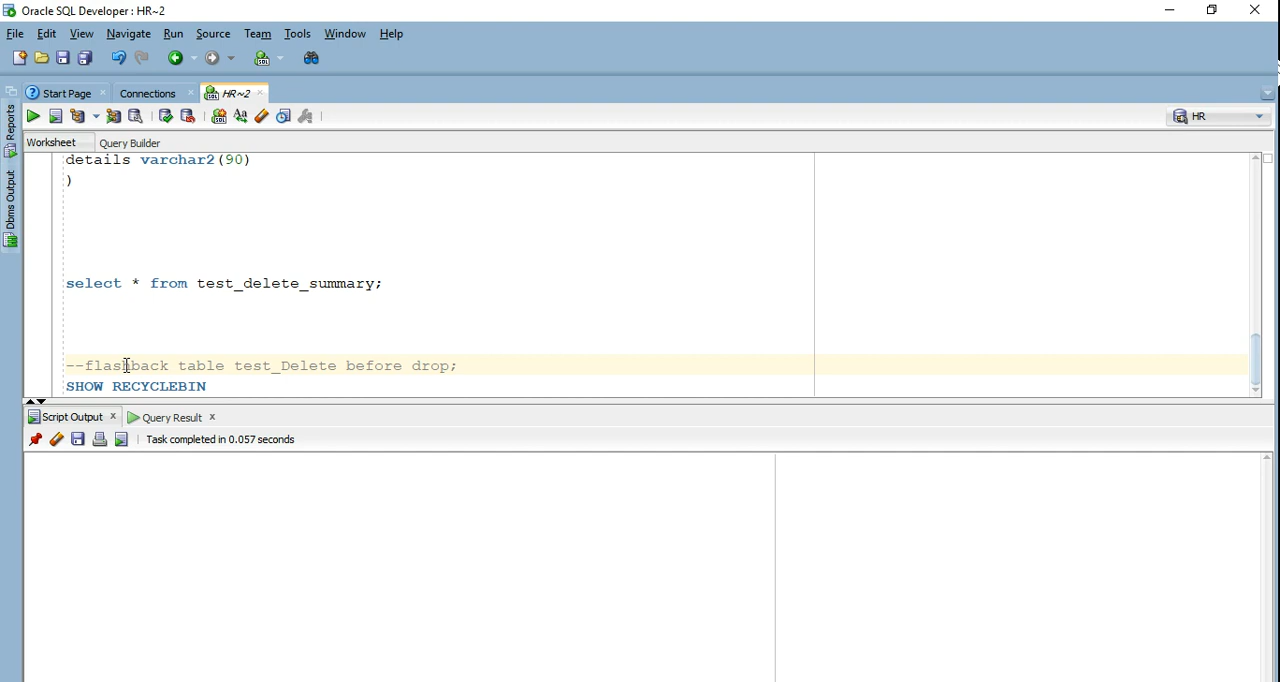 Oracle SQL Developer : HR~2
File Edit View Navigate Run Source Team Tools Window Help
Start Page Connections HR~2
HR
Reports
Dbms Output
Worksheet Query Builder
details varchar2(90)
)
select * from test_delete_summary;
--flashback table test_Delete before drop;
SHOW RECYCLEBIN
Script Output Query Result
Task completed in 0.057 seconds